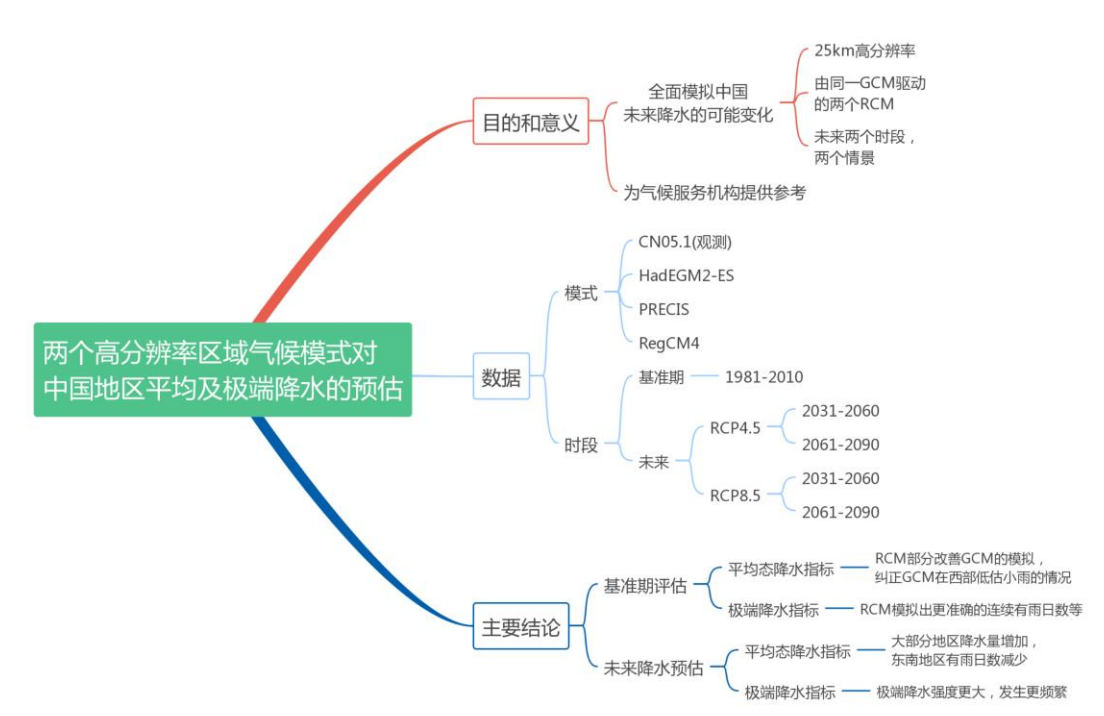 两个高分辨率区域气候模式对
中国地区平均及极端降水的预估
目的和意义
全面模拟中国
未来降水的可能变化
25km高分辨率
由同一GCM驱动
的两个RCM
未来两个时段，
两个情景
为气候服务机构提供参考
数据
模式
CN05.1(观测)
HadEGM2-ES
PRECIS
RegCM4
时段
基准期
1981-2010
未来
RCP4.5
2031-2060
2061-2090
RCP8.5
2031-2060
2061-2090
主要结论
基准期评估
平均态降水指标
RCM部分改善GCM的模拟，
纠正GCM在西部低估小雨的情况
极端降水指标
RCM模拟出更准确的连续有雨日数等
未来降水预估
平均态降水指标
大部分地区降水量增加，
东南地区有雨日数减少
极端降水指标
极端降水强度更大，发生更频繁